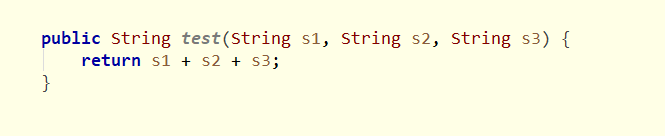 public String test(String s1, String s2, String s3) {
    return s1 + s2 + s3;
}